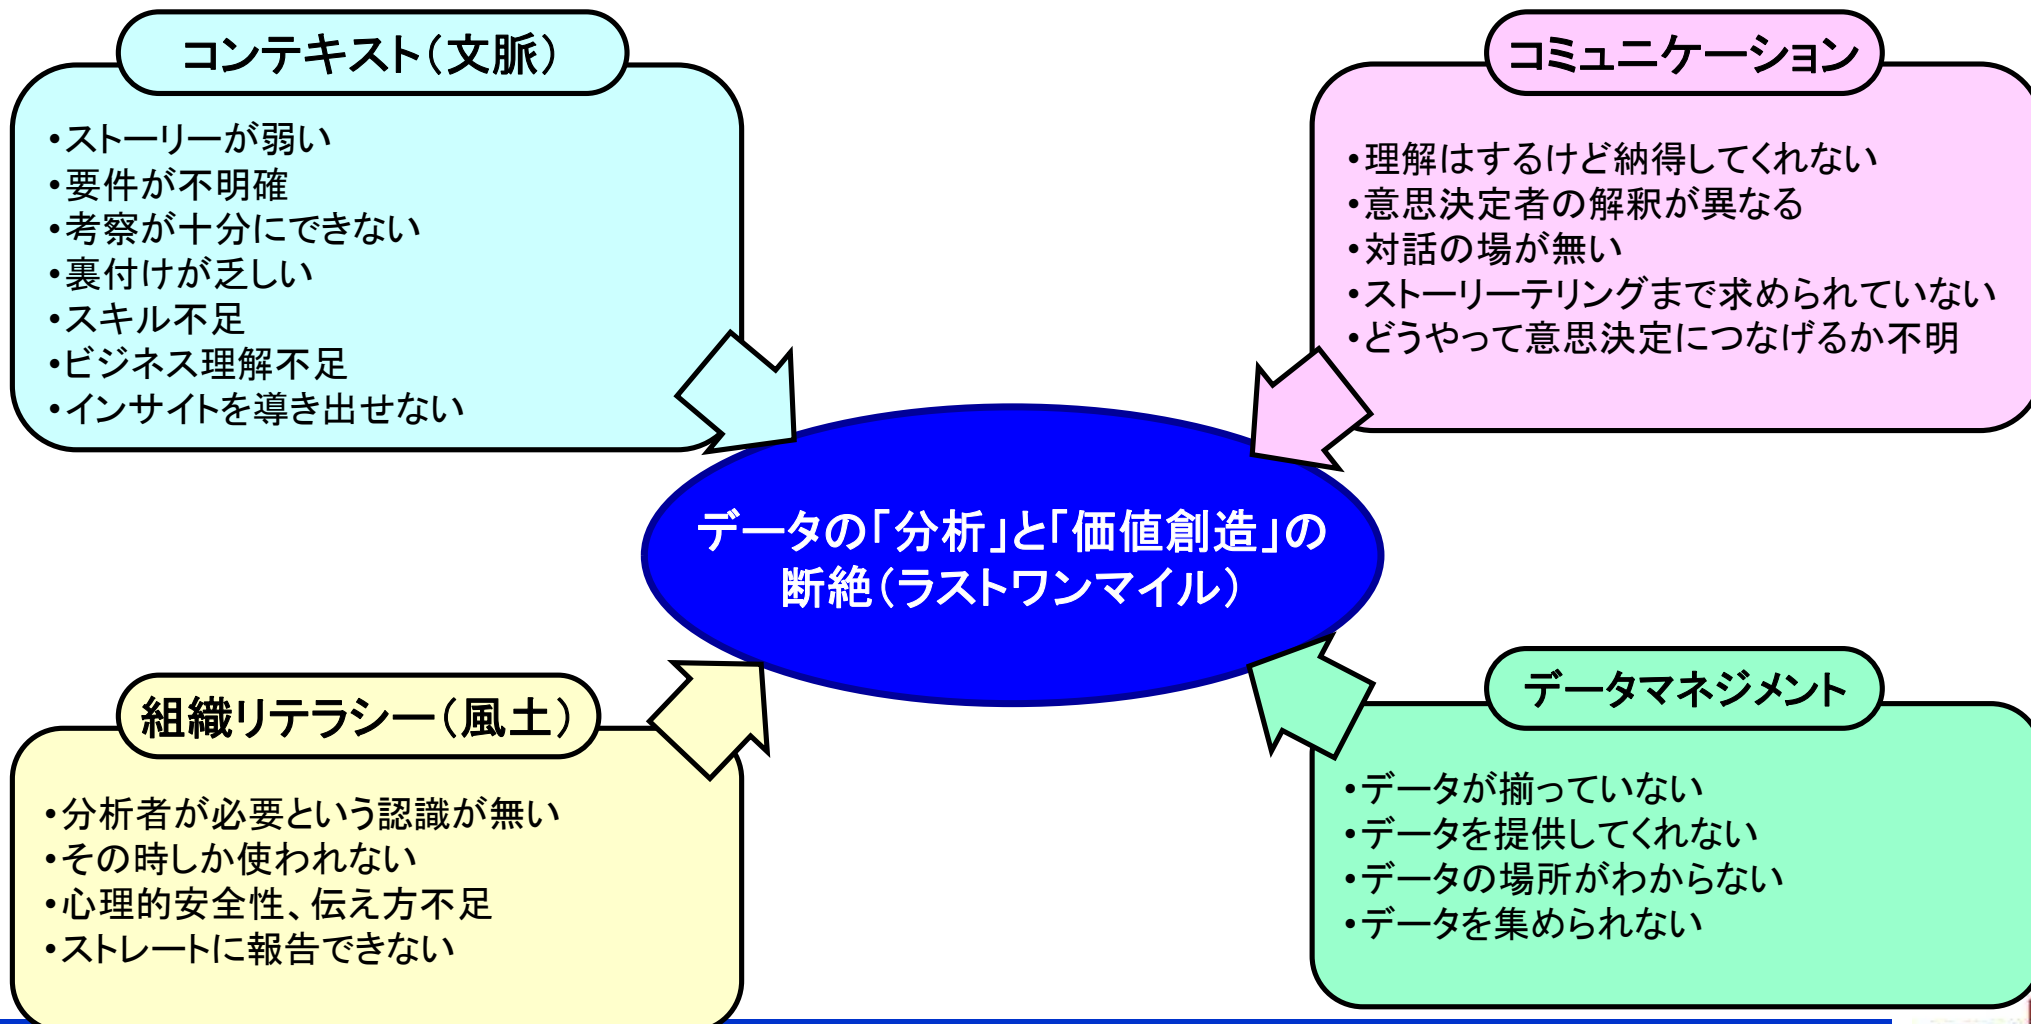 コンテキスト（文脈）
・ストーリーが弱い
・要件が不明確
・考察が十分にできない
・裏付けが乏しい
・スキル不足
・ビジネス理解不足
・インサイトを導き出せない
コミュニケーション
・理解はするけど納得してくれない
・意思決定者の解釈が異なる
・対話の場が無い
・ストーリーテリングまで求められていない
・どうやって意思決定につなげるか不明
データの「分析」と「価値創造」の
断絶（ラストワンマイル）
組織リテラシー（風土）
・分析者が必要という認識が無い
・その時しか使われない
・心理的安全性、伝え方不足
・ストレートに報告できない
データマネジメント
・データが揃っていない
・データを提供してくれない
・データの場所がわからない
・データを集められない